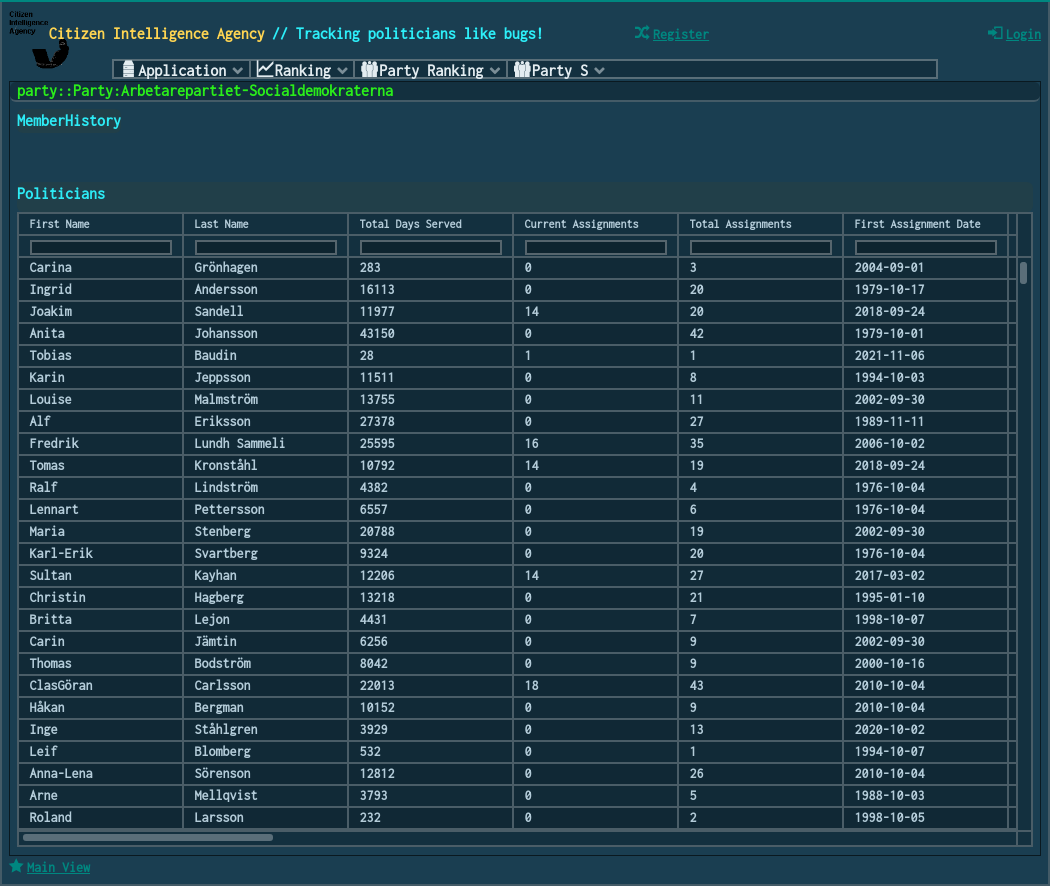 Citizen
Intelligence
Agency
Citizen Intelligence Agency // Tracking politicians like bugs!
Register
Login
Application
Ranking
Party Ranking
Party S
party::Party:Arbetarepartiet-Socialdemokraterna
MemberHistory
Politicians
First Name Last Name Total Days Served Current Assignments Total Assignments First Assignment Date
Carina Grönhagen 283 0 3 2004-09-01
Ingrid Andersson 16113 0 20 1979-10-17
Joakim Sandell 11977 14 20 2018-09-24
Anita Johansson 43150 0 42 1979-10-01
Tobias Baudin 28 1 1 2021-11-06
Karin Jeppsson 11511 0 8 1994-10-03
Louise Malmström 13755 0 11 2002-09-30
Alf Eriksson 27378 0 27 1989-11-11
Fredrik Lundh Sammeli 25595 16 35 2006-10-02
Tomas Kronståhl 10792 14 19 2018-09-24
Ralf Lindström 4382 0 4 1976-10-04
Lennart Pettersson 6557 0 6 1976-10-04
Maria Stenberg 20788 0 19 2002-09-30
Karl-Erik Svartberg 9324 0 20 1976-10-04
Sultan Kayhan 12206 14 27 2017-03-02
Christin Hagberg 13218 0 21 1995-01-10
Britta Lejon 4431 0 7 1998-10-07
Carin Jämtin 6256 0 9 2002-09-30
Thomas Bodström 8042 0 9 2000-10-16
ClasGöran Carlsson 22013 18 43 2010-10-04
Håkan Bergman 10152 0 9 2010-10-04
Inge Ståhlgren 3929 0 13 2020-10-02
Leif Blomberg 532 0 1 1994-10-07
Anna-Lena Sörenson 12812 0 26 2010-10-04
Arne Mellqvist 3793 0 5 1988-10-03
Roland Larsson 232 0 2 1998-10-05
Main View